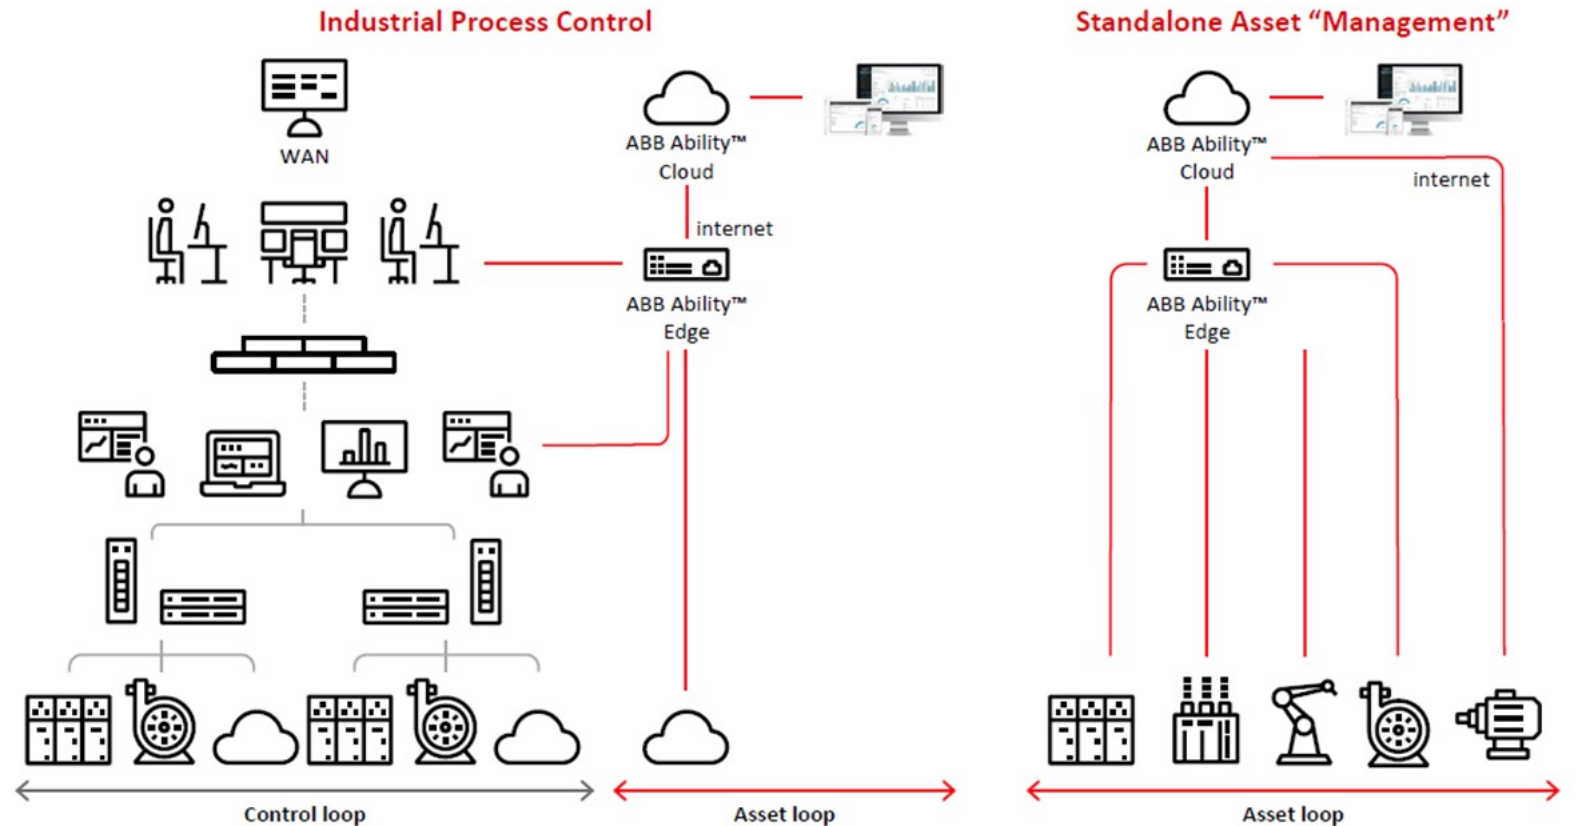 Industrial Process Control
Standalone Asset “Management”
WAN
ABB Ability™
Cloud
internet
ABB Ability™
Edge
ABB Ability™
Cloud
internet
ABB Ability™
Edge
Control loop
Asset loop
Asset loop